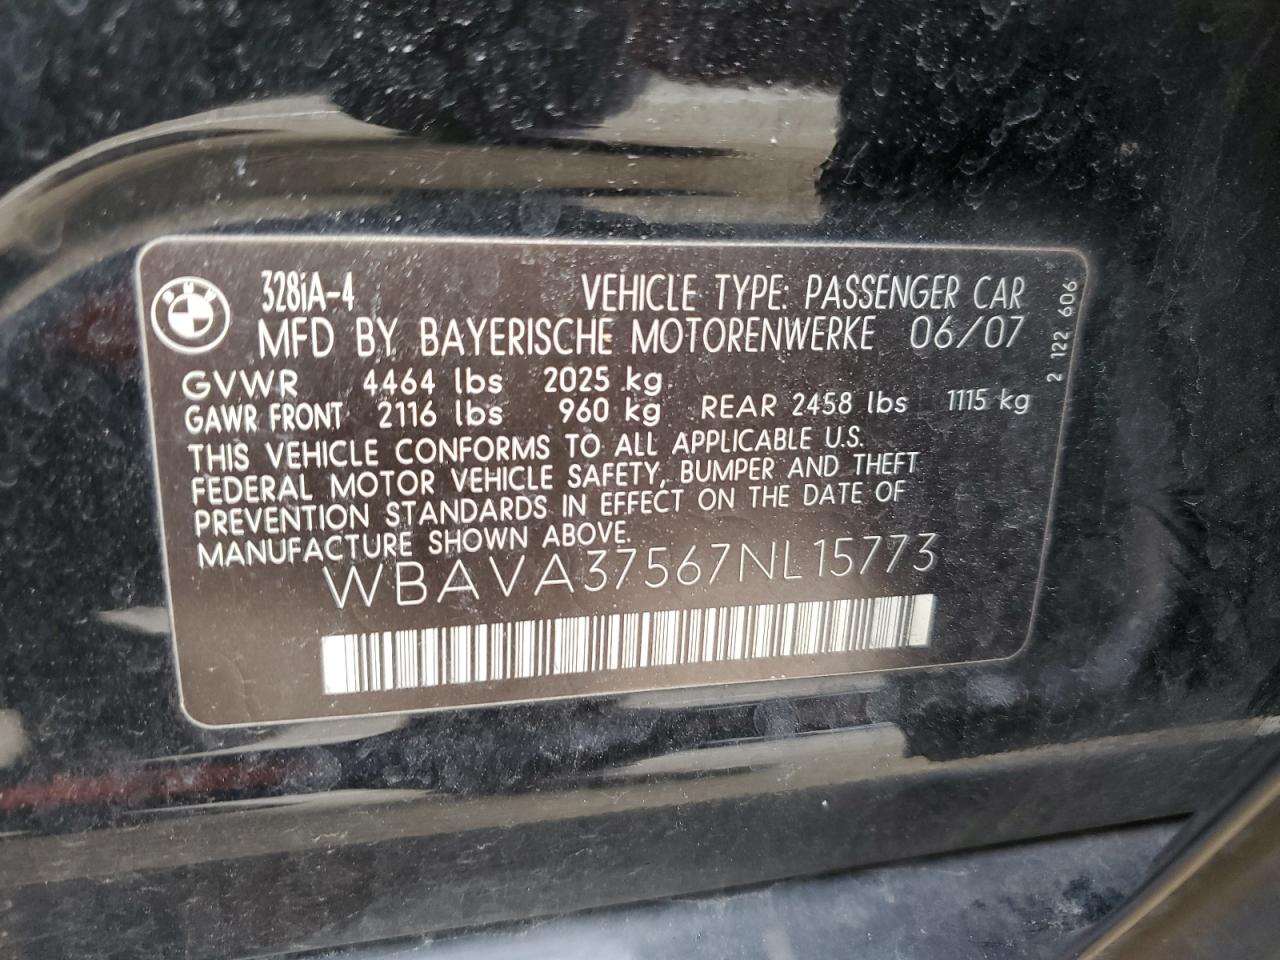 BMW
328iA-4 VEHICLE TYPE: PASSENGER CAR
MFD BY. BAYERISCHE MOTORENWERKE 06/07
GVWR 4464 lbs 2025 kg
GAWR FRONT 2116 lbs 960 kg REAR 2458 lbs 1115 kg
THIS VEHICLE CONFORMS TO ALL APPLICABLE U.S.
FEDERAL MOTOR VEHICLE SAFETY, BUMPER AND THEFT
PREVENTION STANDARDS IN EFFECT ON THE DATE OF
MANUFACTURE SHOWN ABOVE.
WBAVA37567NL15773
2 122 606